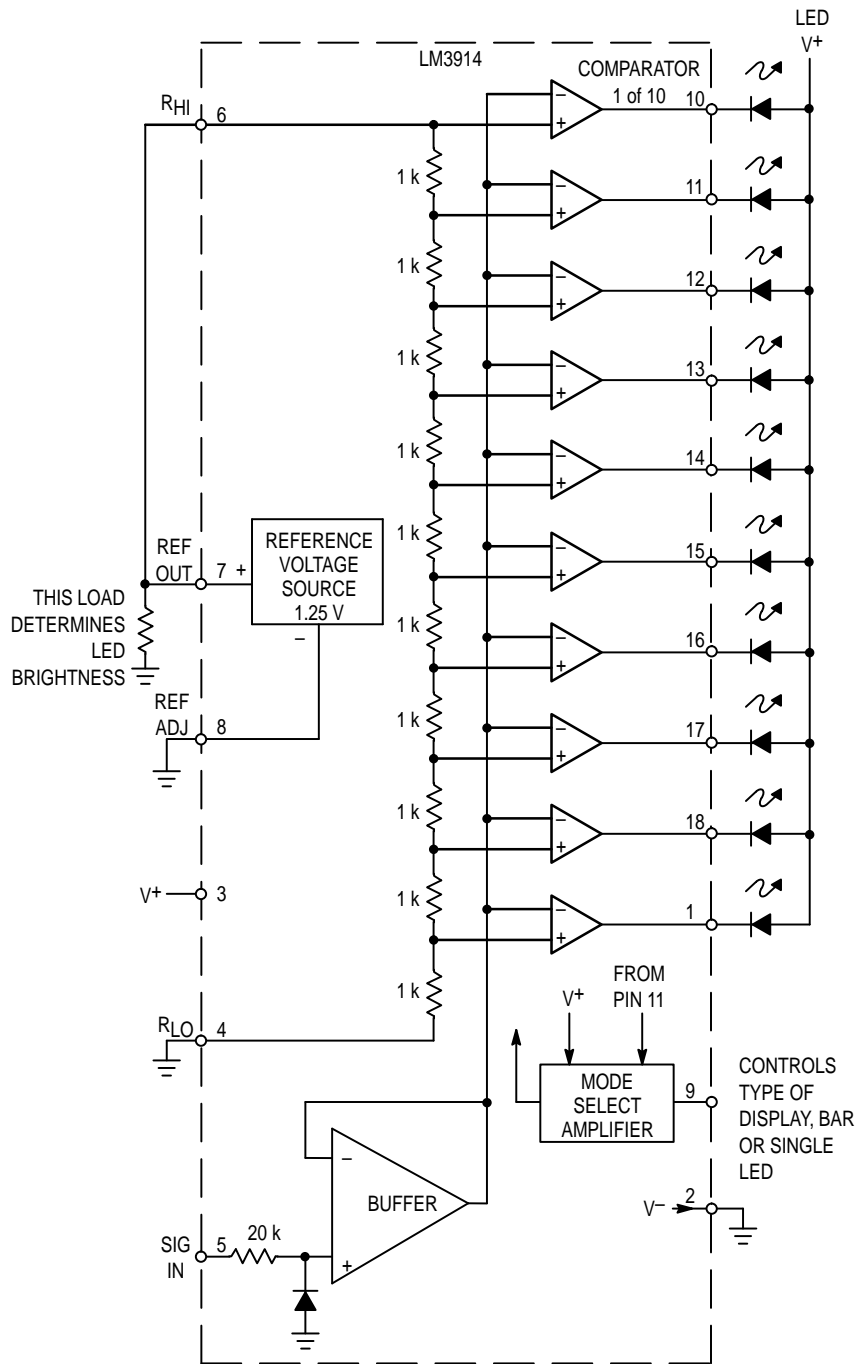 LED
V+
LM3914
COMPARATOR
1 of 10
10
RHI
6
1 k
–
+
11
1 k
–
+
12
1 k
–
+
13
1 k
–
+
14
1 k
–
+
15
1 k
–
+
16
1 k
–
+
17
1 k
–
+
18
1 k
–
+
1
1 k
–
+
REF
OUT
7
+
REFERENCE
VOLTAGE
SOURCE
1.25 V
–
THIS LOAD
DETERMINES
LED
BRIGHTNESS
REF
ADJ
8
V+
3
RLO
4
FROM
PIN 11
V+
MODE
SELECT
AMPLIFIER
9
CONTROLS
TYPE OF
DISPLAY, BAR
OR SINGLE
LED
V–
2
–
BUFFER
+
SIG
IN
5
20 k